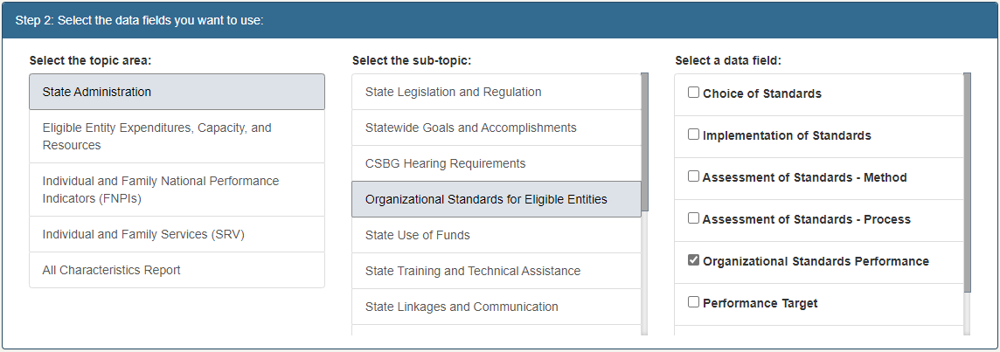 Step 2: Select the data fields you want to use:
Select the topic area:
State Administration
Eligible Entity Expenditures, Capacity, and
Resources
Individual and Family National Performance
Indicators (FNPIs)
Individual and Family Services (SRV)
All Characteristics Report
Select the sub-topic:
State Legislation and Regulation
Statewide Goals and Accomplishments
CSBG Hearing Requirements
Organizational Standards for Eligible Entities
State Use of Funds
State Training and Technical Assistance
State Linkages and Communication
Select a data field:
Choice of Standards
Implementation of Standards
Assessment of Standards - Method
Assessment of Standards - Process
Organizational Standards Performance
Performance Target